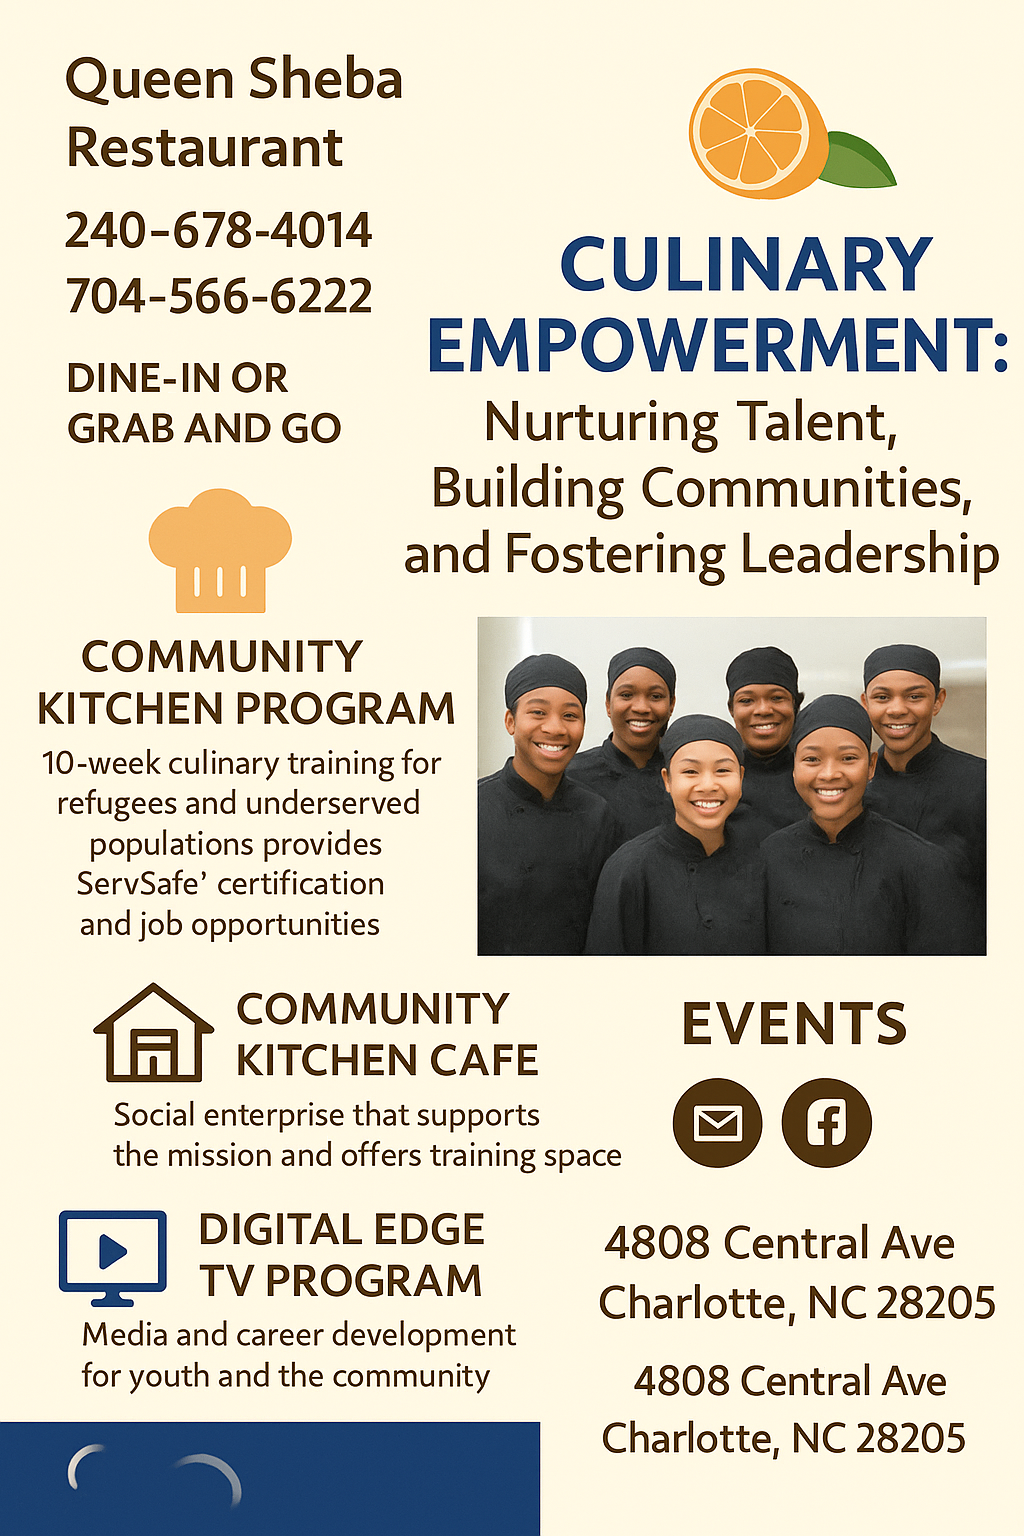 Queen Sheba
Restaurant
240-678-4014
704-566-6222
DINE-IN OR
GRAB AND GO
CULINARY
EMPOWERMENT:
Nurturing Talent,
Building Communities,
and Fostering Leadership
COMMUNITY
KITCHEN PROGRAM
10-week culinary training for
refugees and underserved
populations provides
ServSafe’ certification
and job opportunities
COMMUNITY
KITCHEN CAFE
Social enterprise that supports
the mission and offers training space
DIGITAL EDGE
TV PROGRAM
Media and career development
for youth and the community
EVENTS
4808 Central Ave
Charlotte, NC 28205
4808 Central Ave
Charlotte, NC 28205